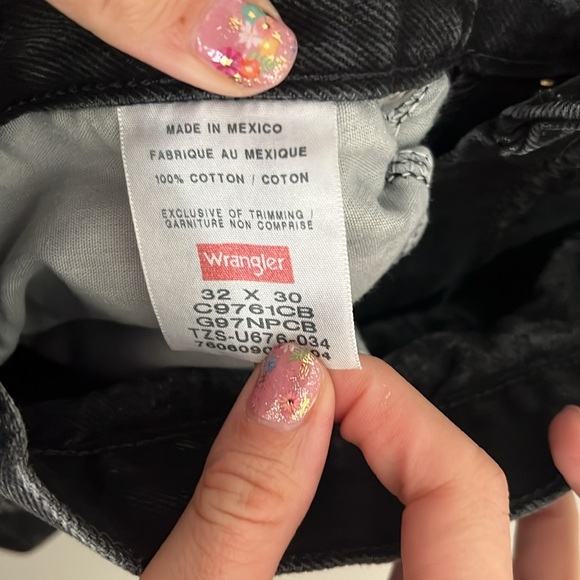 MADE IN MEXICO
FABRIQUE AU MEXIQUE
100% COTTON / COTON
EXCLUSIVE OF TRIMMING /
GARNITURE NON COMPRISE
Wrangler
32 X 30
C9761CB
G97NPCB
TZS-U676-034